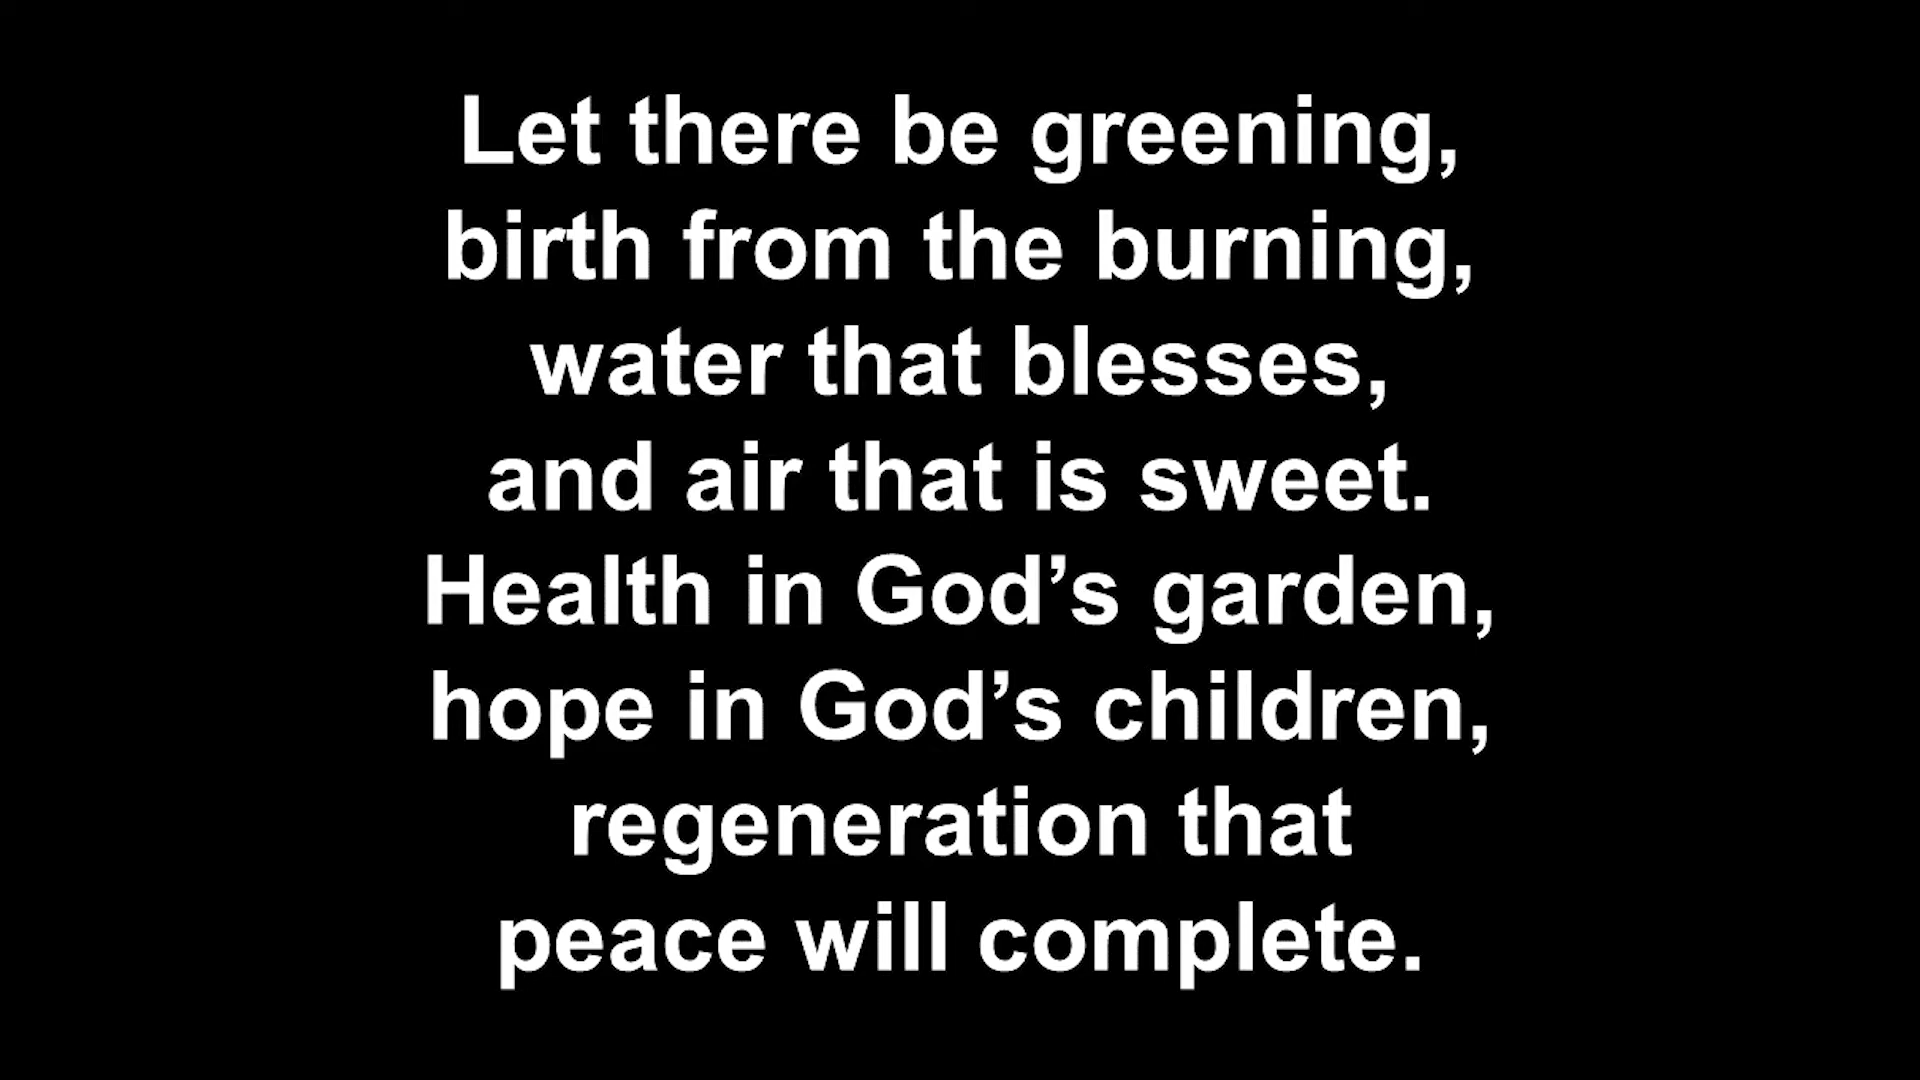 Let there be greening,
birth from the burning,
water that blesses,
and air that is sweet.
Health in God’s garden,
hope in God’s children,
regeneration that
peace will complete.